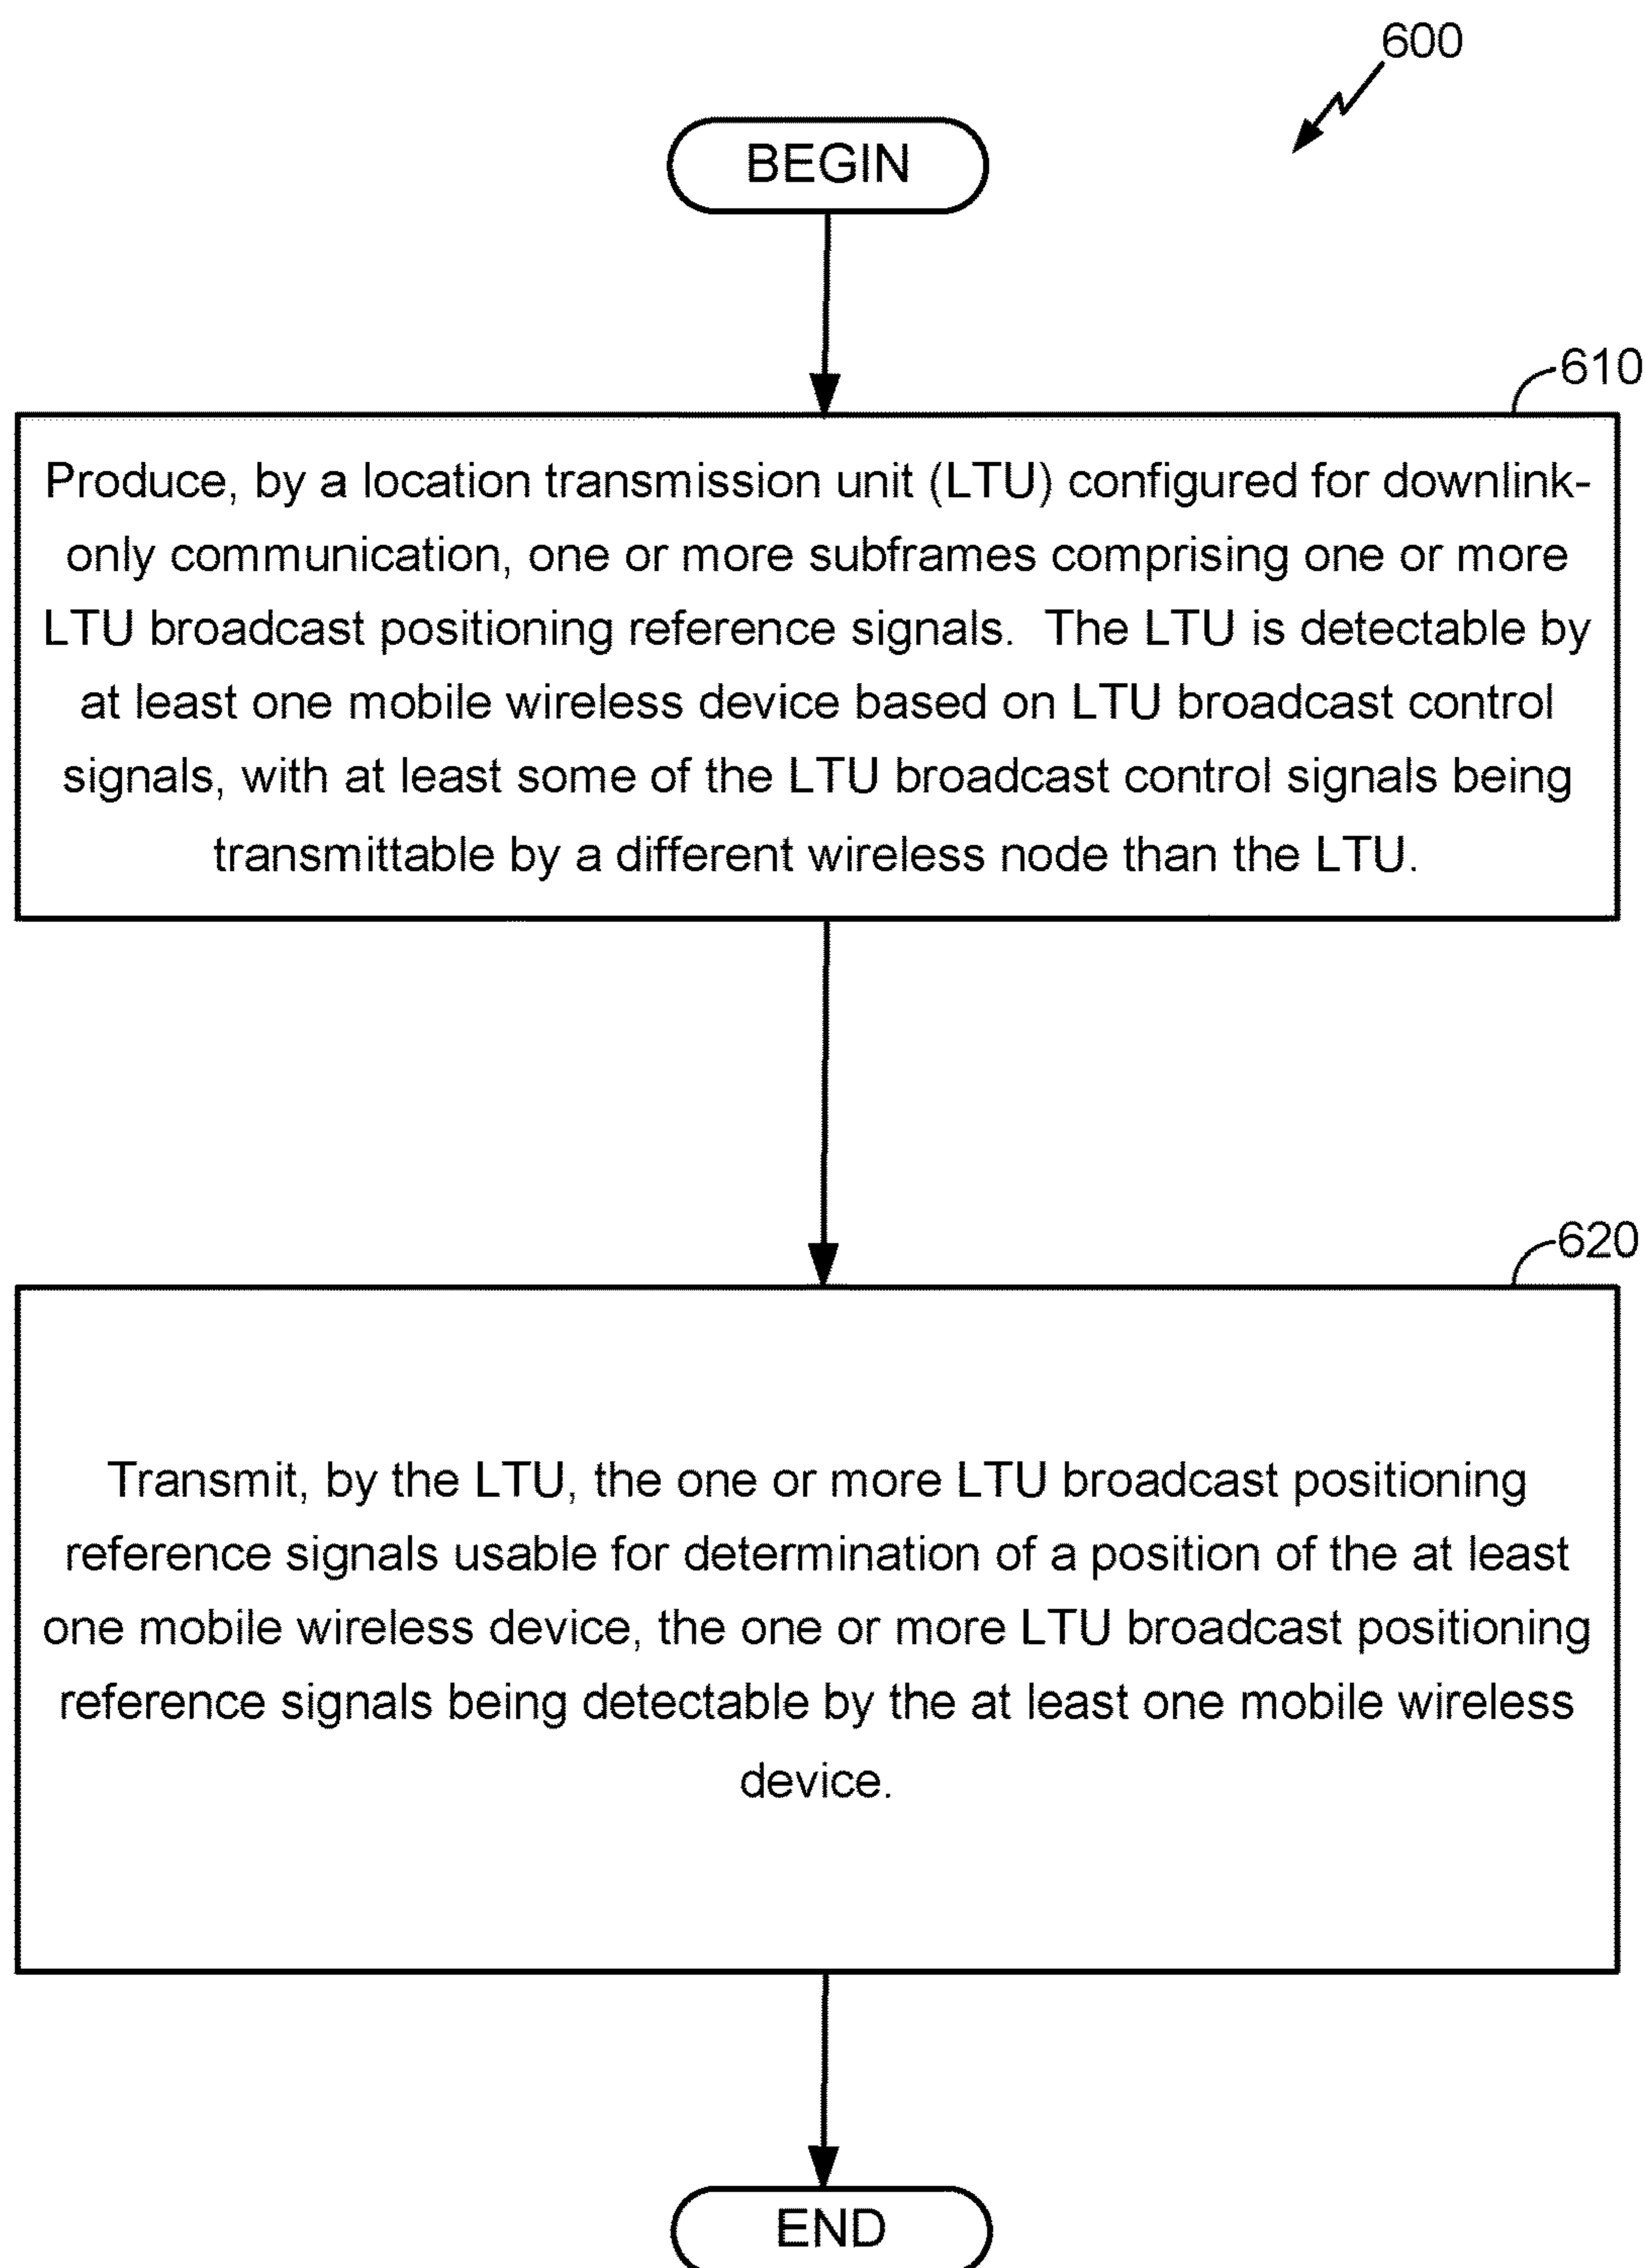 600
BEGIN
610
Produce, by a location transmission unit (LTU) configured for downlink-
only communication, one or more subframes comprising one or more
LTU broadcast positioning reference signals.  The LTU is detectable by
at least one mobile wireless device based on LTU broadcast control
signals, with at least some of the LTU broadcast control signals being
transmittable by a different wireless node than the LTU.
620
Transmit, by the LTU, the one or more LTU broadcast positioning
reference signals usable for determination of a position of the at least
one mobile wireless device, the one or more LTU broadcast positioning
reference signals being detectable by the at least one mobile wireless
device.
END